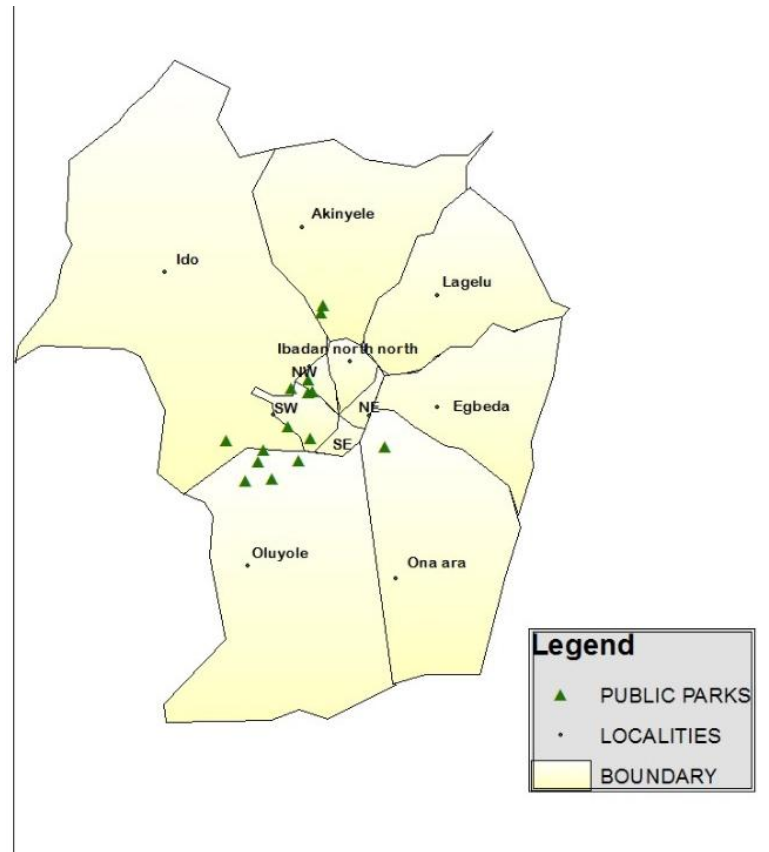 Akinyele
Ido
Lagelu
Ibadan north north
NW
SW
NE
Egbeda
SE
Oluyole
Ona ara
Legend
PUBLIC PARKS
LOCALITIES
BOUNDARY